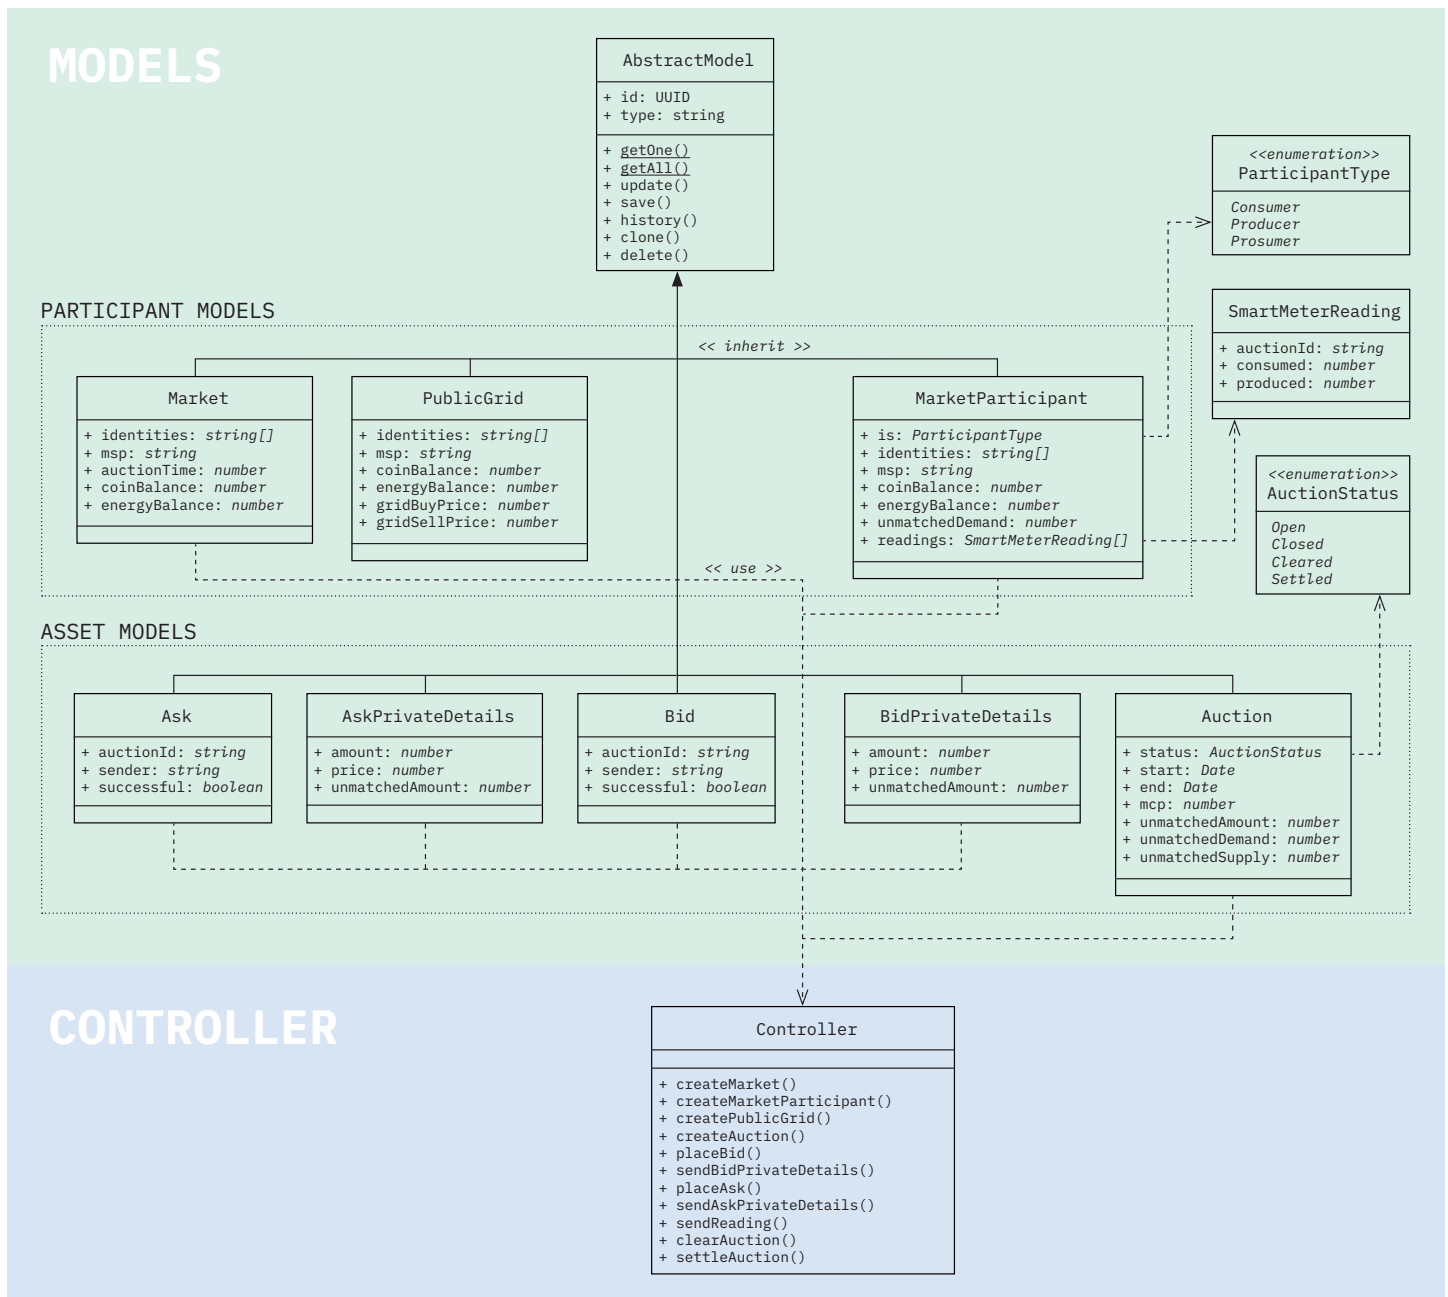 MODELS
AbstractModel
+ id: UUID
+ type: string
+ getOne()
+ getAll()
+ update()
+ save()
+ history()
+ clone()
+ delete()
<<enumeration>>
ParticipantType
Consumer
Producer
Prosumer
SmartMeterReading
+ auctionId: string
+ consumed: number
+ produced: number
<<enumeration>>
AuctionStatus
Open
Closed
Cleared
Settled
PARTICIPANT MODELS
<< inherit >>
Market
+ identities: string[]
+ msp: string
+ auctionTime: number
+ coinBalance: number
+ energyBalance: number
PublicGrid
+ identities: string[]
+ msp: string
+ coinBalance: number
+ energyBalance: number
+ gridBuyPrice: number
+ gridSellPrice: number
MarketParticipant
+ is: ParticipantType
+ identities: string[]
+ msp: string
+ coinBalance: number
+ energyBalance: number
+ unmatchedDemand: number
+ readings: SmartMeterReading[]
<< use >>
ASSET MODELS
Ask
+ auctionId: string
+ sender: string
+ successful: boolean
AskPrivateDetails
+ amount: number
+ price: number
+ unmatchedAmount: number
Bid
+ auctionId: string
+ sender: string
+ successful: boolean
BidPrivateDetails
+ amount: number
+ price: number
+ unmatchedAmount: number
Auction
+ status: AuctionStatus
+ start: Date
+ end: Date
+ mcp: number
+ unmatchedAmount: number
+ unmatchedDemand: number
+ unmatchedSupply: number
CONTROLLER
Controller
+ createMarket()
+ createMarketParticipant()
+ createPublicGrid()
+ createAuction()
+ placeBid()
+ sendBidPrivateDetails()
+ placeAsk()
+ sendAskPrivateDetails()
+ sendReading()
+ clearAuction()
+ settleAuction()